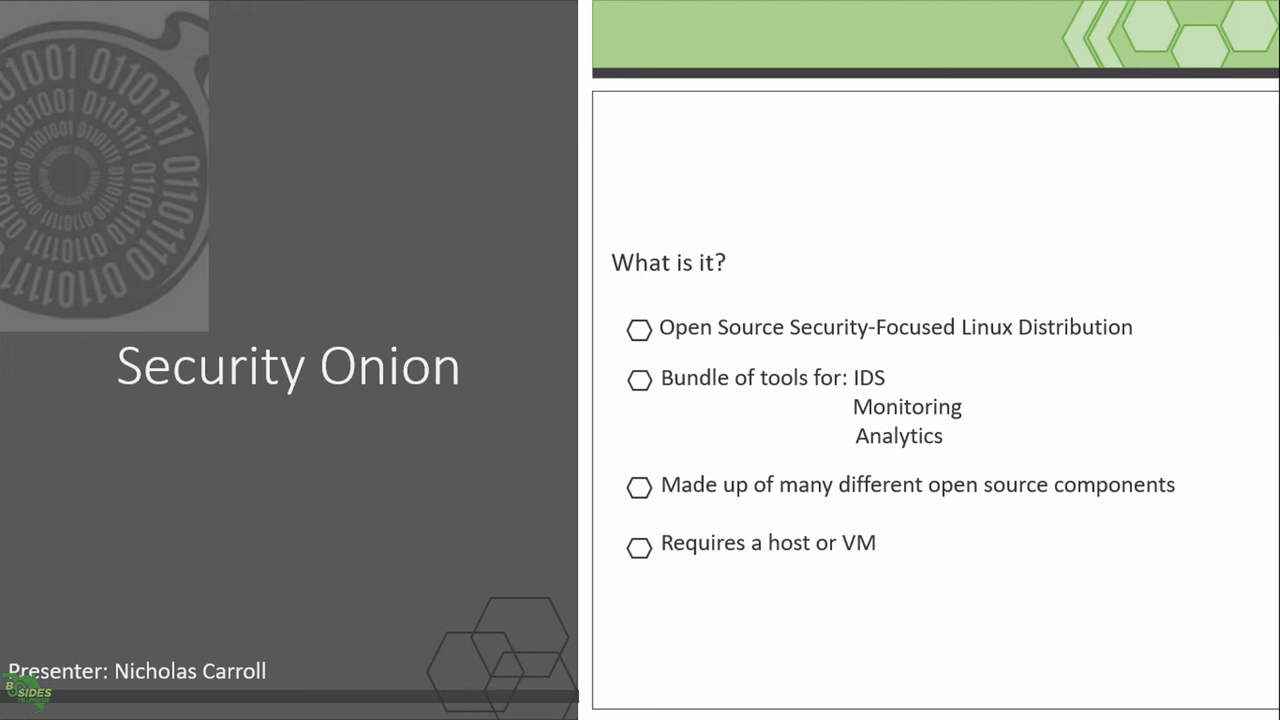 Security Onion
Presenter: Nicholas Carroll
BSIDES
What is it?
Open Source Security-Focused Linux Distribution
Bundle of tools for: IDS
Monitoring
Analytics
Made up of many different open source components
Requires a host or VM